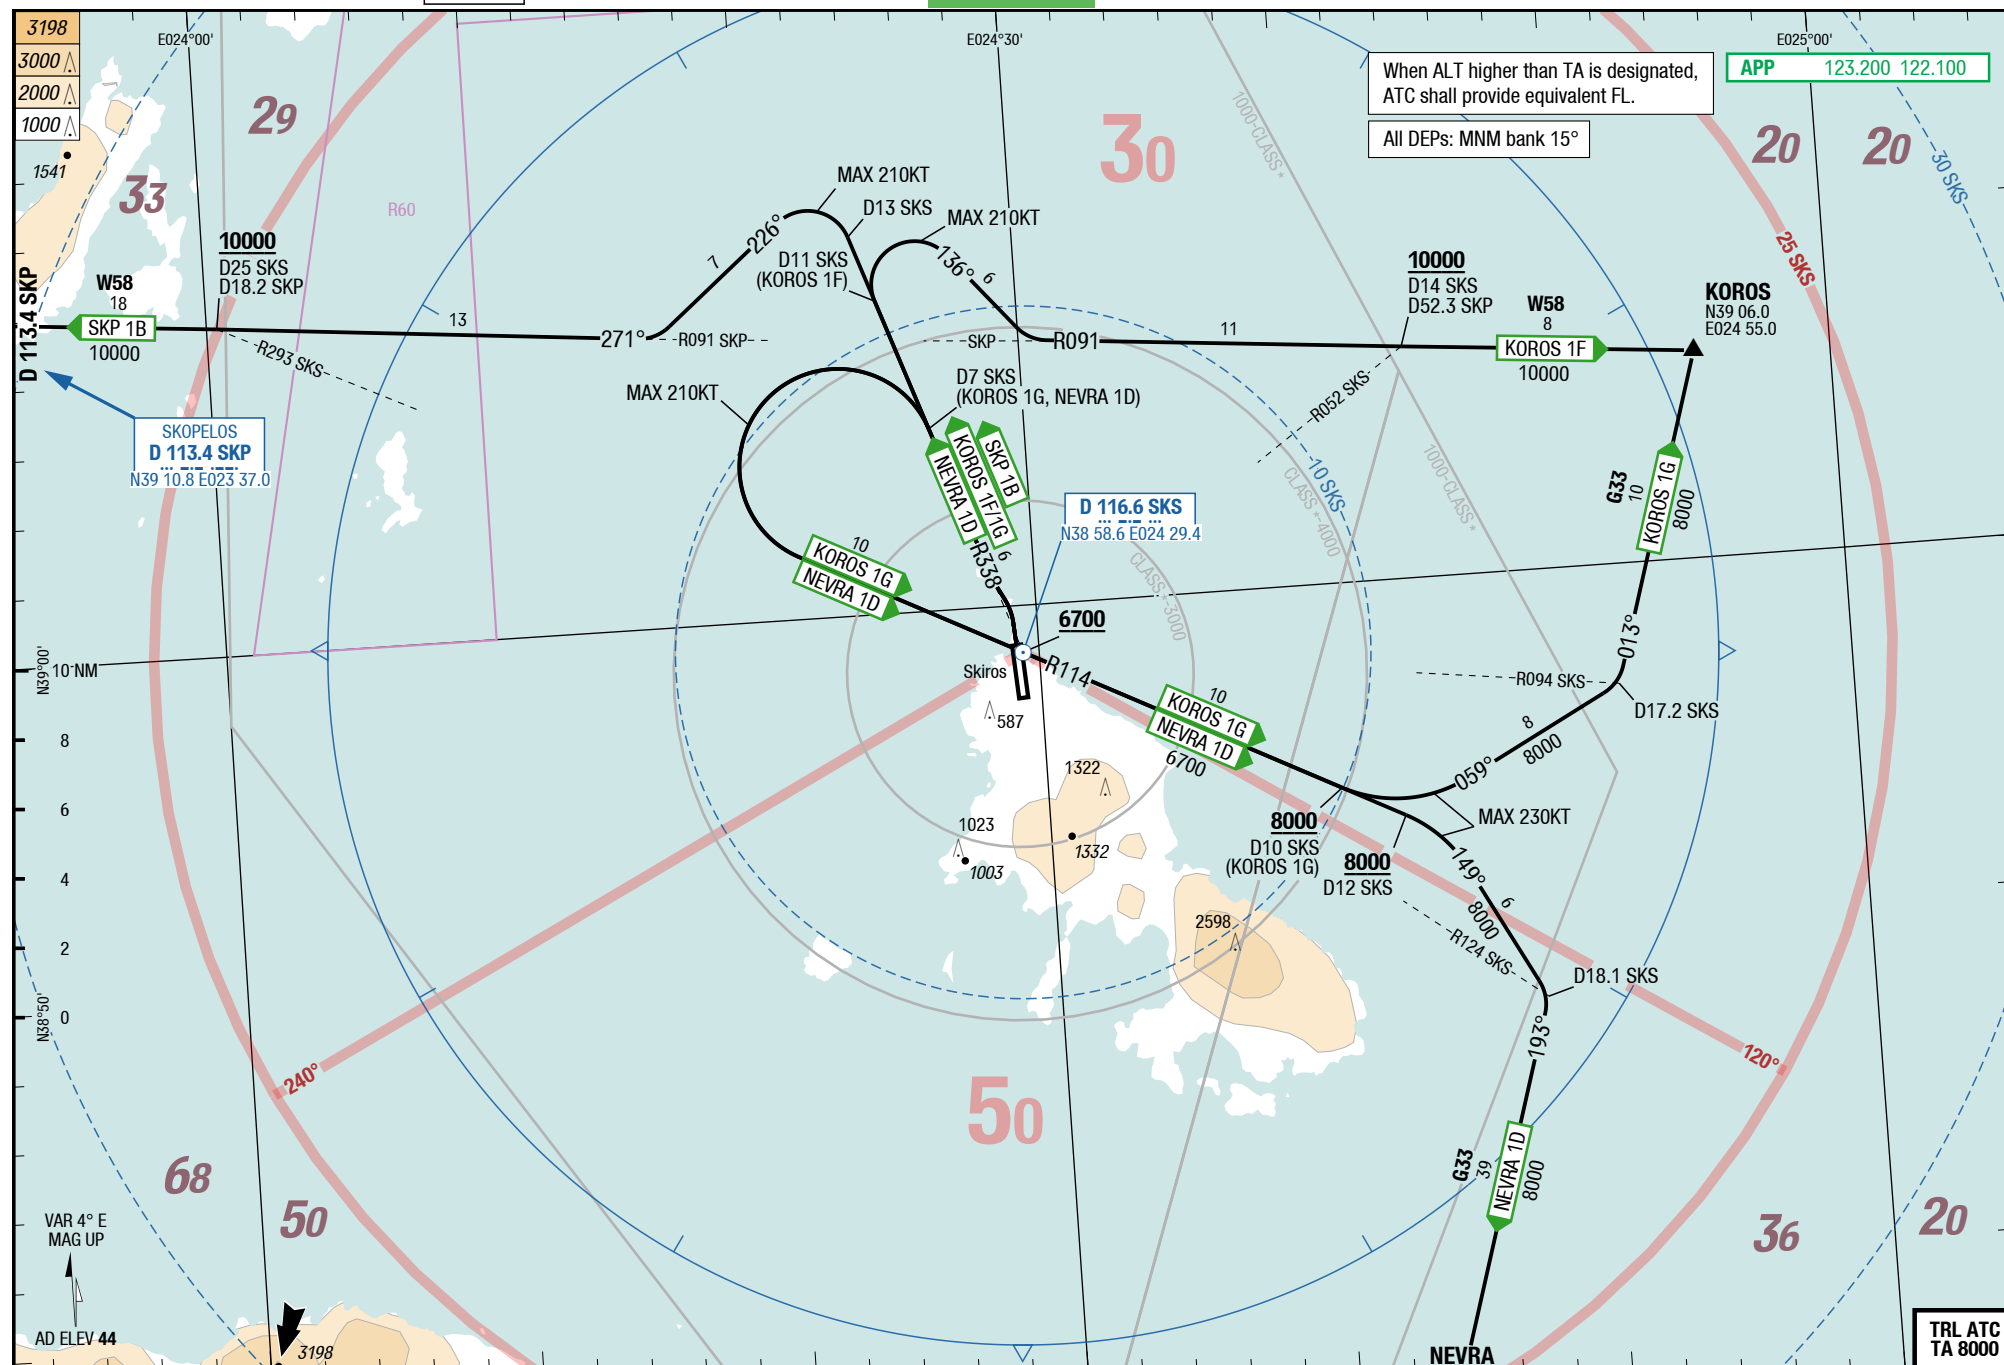 3198
3000
2000
1000
E024°00'
E024°30'
E025°00'
When ALT higher than TA is designated,
ATC shall provide equivalent FL.
All DEPs: MNM bank 15°
APP 123.200 122.100
29
30
20
20
33
1541
R60
1000-CLASS *
30 SKS
25 SKS
MAX 210KT
D13 SKS
MAX 210KT
226°
7
D11 SKS
(KOROS 1F)
136°
6
10000
D25 SKS
D18.2 SKP
W58
18
SKP 1B
10000
D 113.4 SKP
13
271°
R091 SKP
R293 SKS
SKP
R091
11
10000
D14 SKS
D52.3 SKP
W58
8
KOROS 1F
10000
KOROS
N39 06.0
E024 55.0
SKOPELOS
D 113.4 SKP
N39 10.8 E023 37.0
MAX 210KT
D7 SKS
(KOROS 1G, NEVRA 1D)
R052 SKS
SKP 1B
KOROS 1F/1G
NEVRA 1D
6
R338
10 SKS
CLASS *-4000
CLASS *-3000
1000-CLASS *
D 116.6 SKS
N38 58.6 E024 29.4
G33
10
KOROS 1G
8000
013°
10
KOROS 1G
NEVRA 1D
6700
Skiros
R114
587
10
KOROS 1G
NEVRA 1D
6700
R094 SKS
D17.2 SKS
8
8000
059°
MAX 230KT
8000
D10 SKS
(KOROS 1G)
8000
D12 SKS
149°
6
8000
R124 SKS
D18.1 SKS
193°
1322
1332
1023
1003
2598
N39°00'
10 NM
8
6
4
2
0
N38°50'
240°
120°
50
68
50
36
20
G33
39
NEVRA 1D
8000
VAR 4° E
MAG UP
AD ELEV 44
3198
NEVRA
TRL ATC
TA 8000